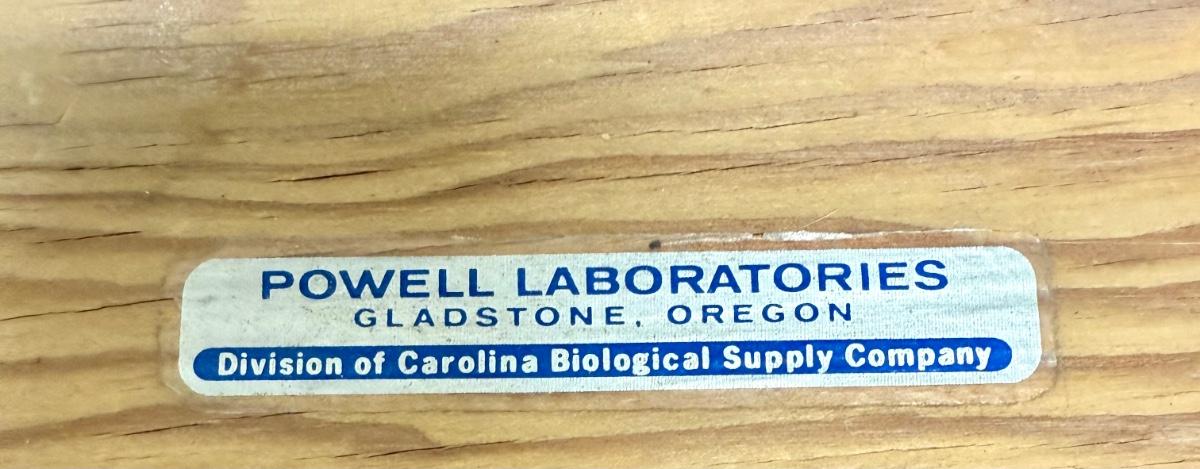 POWELL LABORATORIES
GLADSTONE, OREGON
Division of Carolina Biological Supply Company